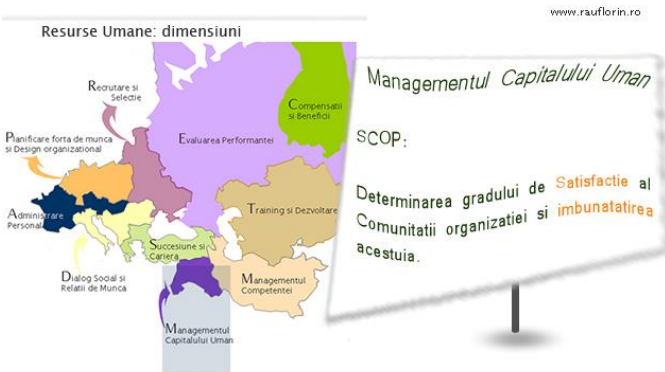 www.rauflorin.ro
Resurse Umane: dimensiuni
Recrutare si
Selectie
Compensatii
si Beneficii
Planificare forta de munca
si Design organizational
Evaluarea Performantei
Administrare
Personal
Training si Dezvoltare
Succesiune si
Cariera
Dialog Social si
Relatii de Munca
Managementul
Competentei
Managementul
Capitalului Uman
Managementul Capitalului Uman
SCOP:
Determinarea gradului de Satisfactie al
Comunitatii organizatiei si imbunatatirea
acestuia.